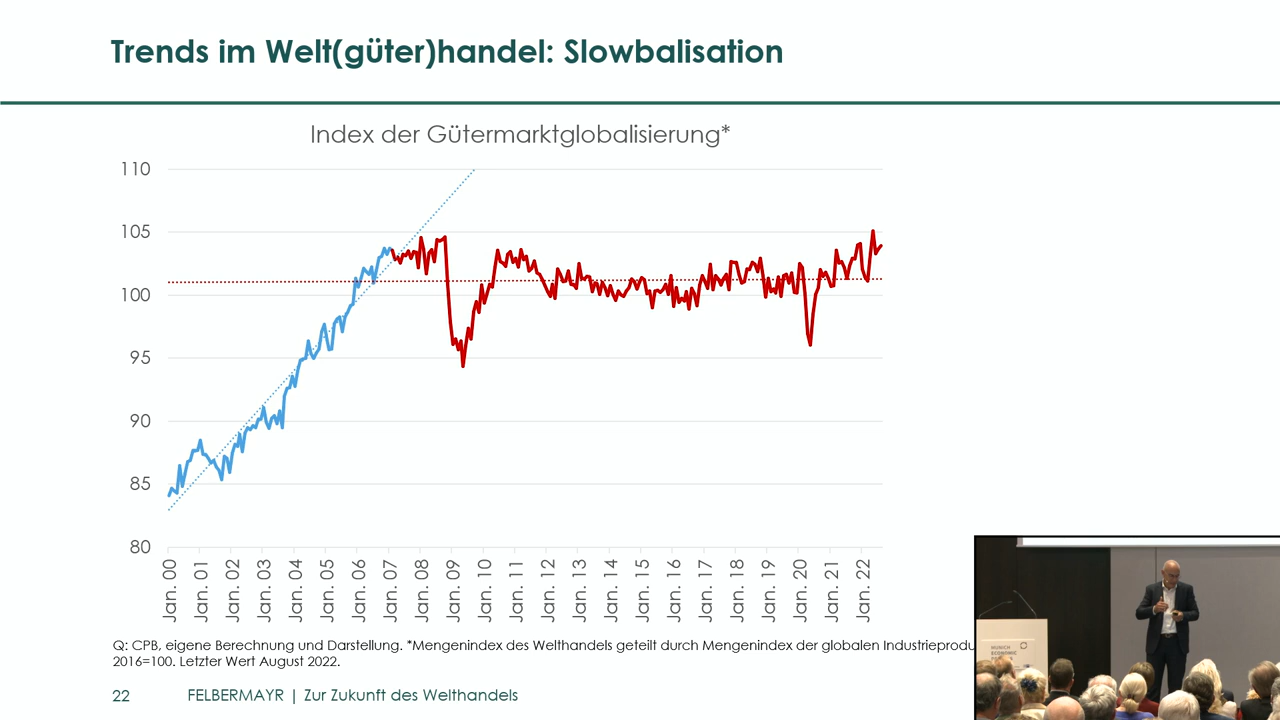 Trends im Welt(güter)handel: Slowbalisation
Index der Gütermarktglobalisierung*
110
105
100
95
90
85
80
Jan. 00
Jan. 01
Jan. 02
Jan. 03
Jan. 04
Jan. 05
Jan. 06
Jan. 07
Jan. 08
Jan. 09
Jan. 10
Jan. 11
Jan. 12
Jan. 13
Jan. 14
Jan. 15
Jan. 16
Jan. 17
Jan. 18
Jan. 19
Jan. 20
Jan. 21
Jan. 22
Q: CPB, eigene Berechnung und Darstellung. *Mengenindex des Welthandels geteilt durch Mengenindex der globalen Industrieprodu
2016=100. Letzter Wert August 2022.
22 FELBERMAYR | Zur Zukunft des Welthandels
MUNICH
ECONOMIC